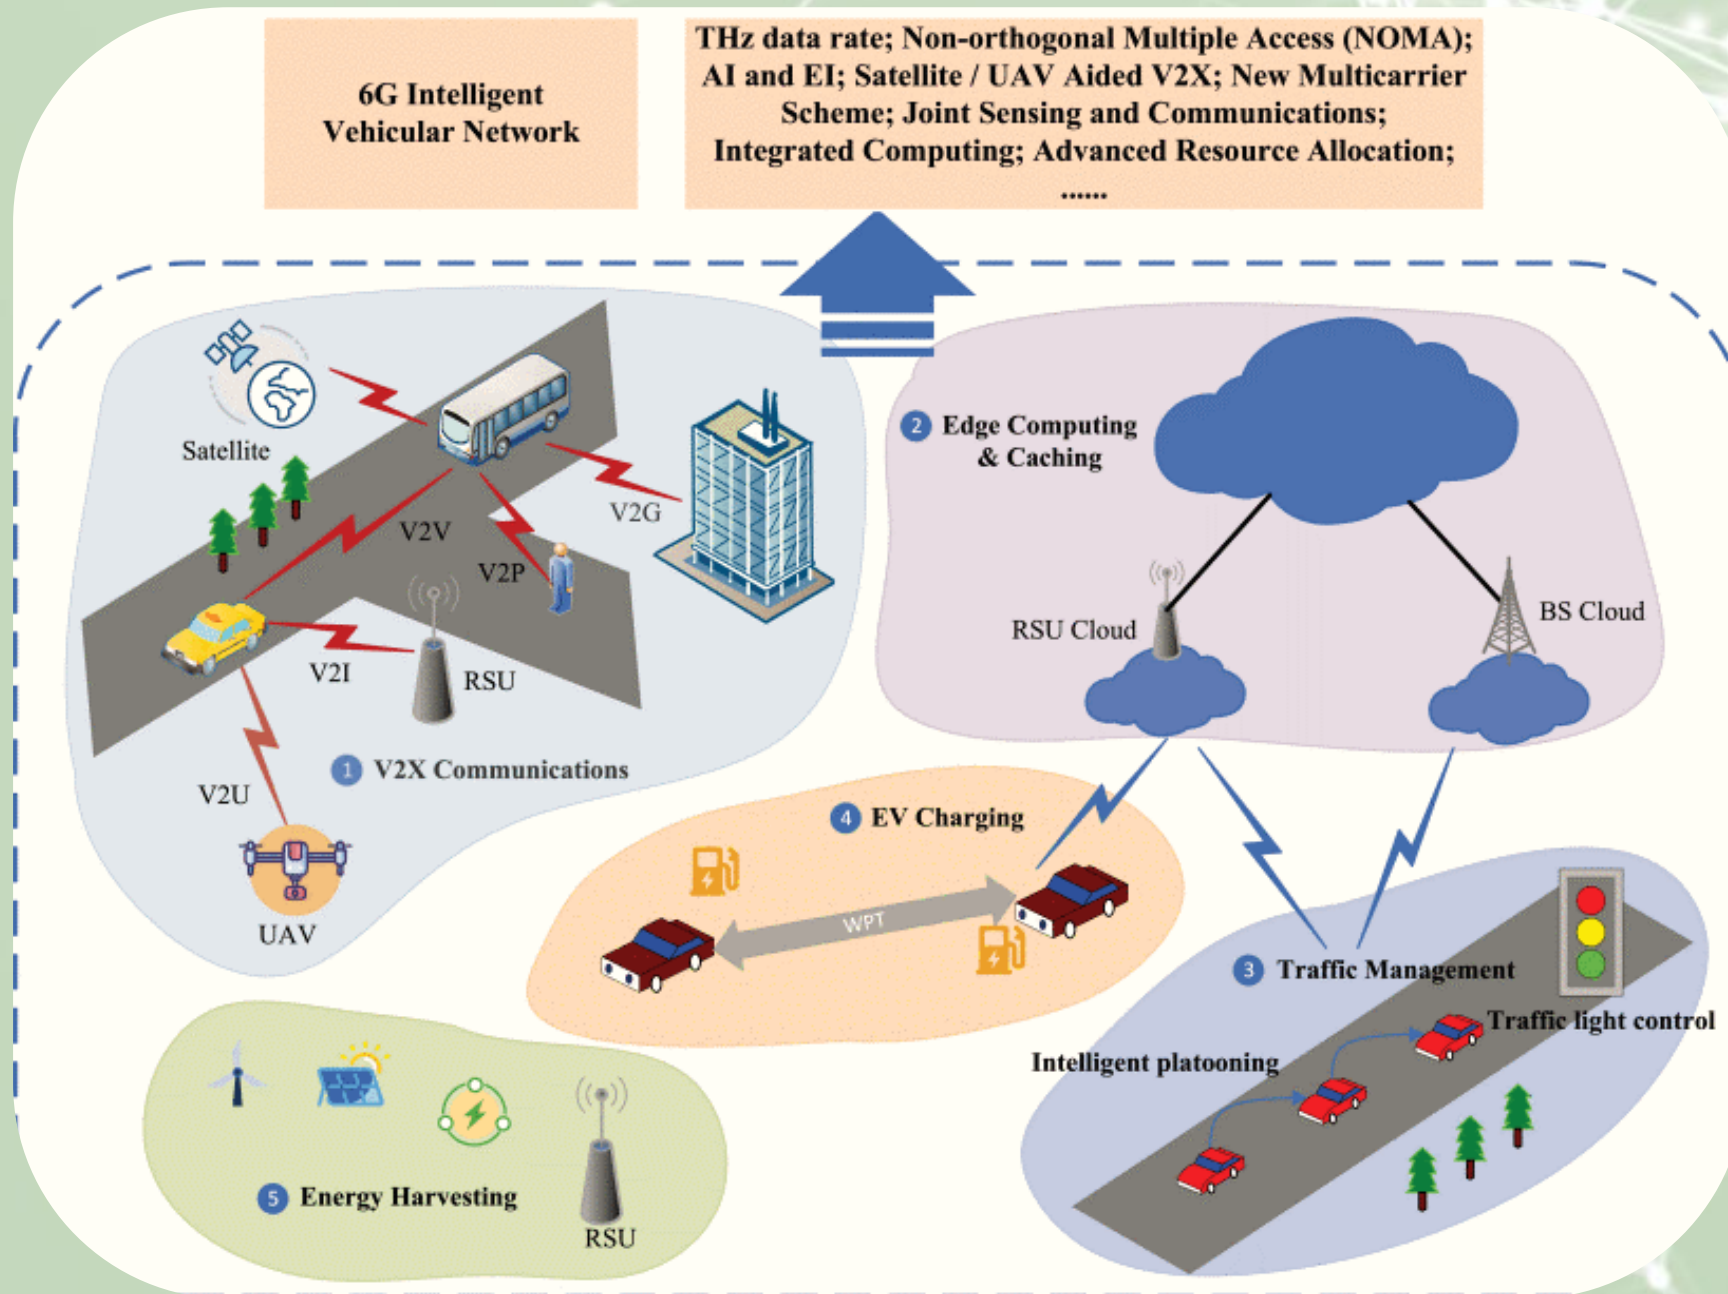 6G Intelligent
Vehicular Network
THz data rate; Non-orthogonal Multiple Access (NOMA);
AI and EI; Satellite / UAV Aided V2X; New Multicarrier
Scheme; Joint Sensing and Communications;
Integrated Computing; Advanced Resource Allocation;
......
Satellite
V2V
V2G
V2P
V2I
RSU
1 V2X Communications
V2U
UAV
2 Edge Computing
& Caching
RSU Cloud
BS Cloud
4 EV Charging
WPT
3 Traffic Management
Traffic light control
Intelligent platooning
5 Energy Harvesting
RSU